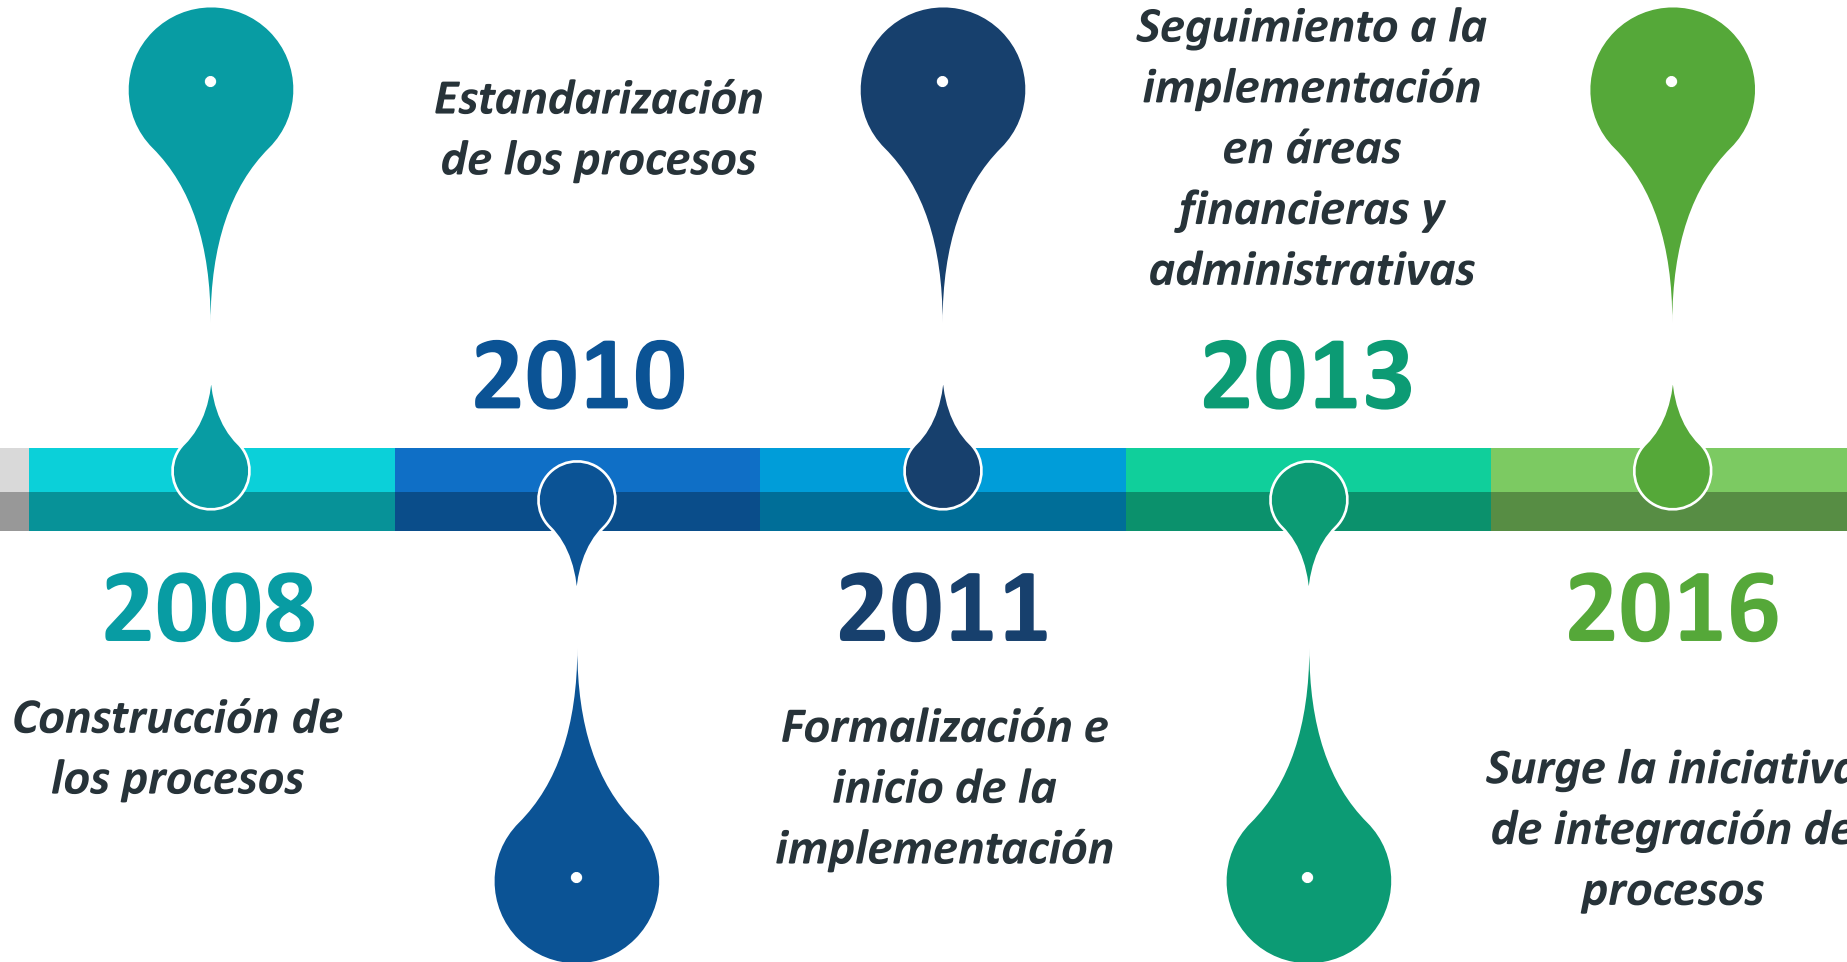 2008
Construcción de
los procesos
Estandarización
de los procesos
2010
2011
Formalización e
inicio de la
implementación
Seguimiento a la
implementación
en áreas
financieras y
administrativas
2013
2016
Surge la iniciativa
de integración de
procesos